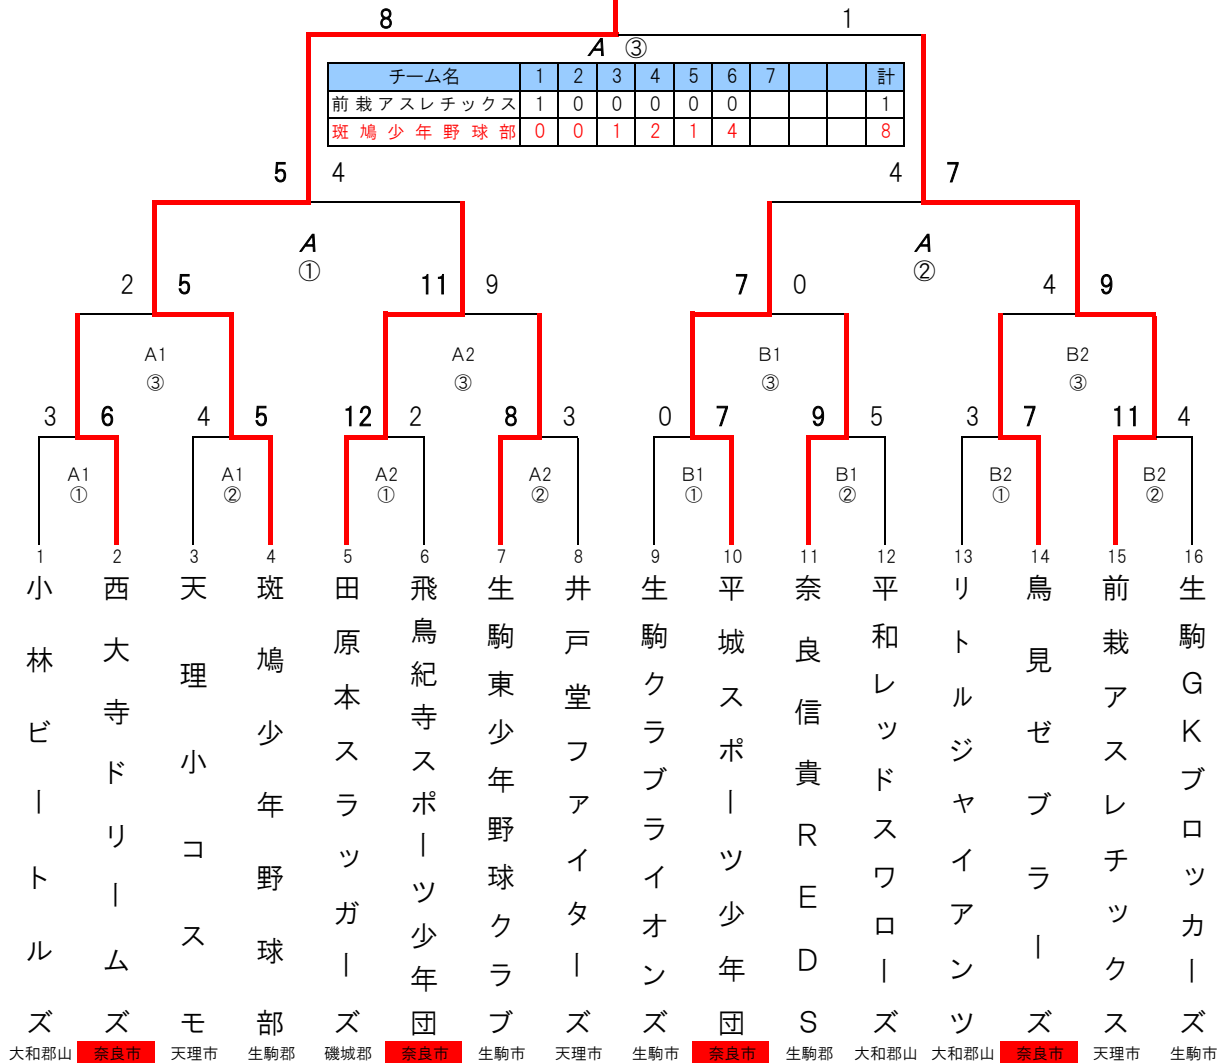 8 1
A ③
チーム名 1 2 3 4 5 6 7 計
前栽アスレチックス 1 0 0 0 0 0 1
斑鳩少年野球部 0 0 1 2 1 4 8
5 4 4 7
A A
① ②
2 5 11 9 7 0 4 9
A1 A2 B1 B2
③ ③ ③ ③
3 6 4 5 12 2 8 3 0 7 9 5 3 7 11 4
A1 A1 A2 A2 B1 B1 B2 B2
① ② ① ② ① ② ① ②
1 2 3 4 5 6 7 8 9 10 11 12 13 14 15 16
小林ビートルズ
西大寺ドリームズ
天理小コスモ
斑鳩少年野球部
田原本スラッガーズ
飛鳥紀寺スポーツ少年団
生駒東少年野球クラブ
井戸堂ファイターズ
生駒クラブライオンズ
平城スポーツ少年団
奈良信貴REDS
平和レッドスワローズ
リトルジャイアンツ
鳥見ゼブラーズ
前栽アスレチックス
生駒GKブロッカーズ
大和郡山 奈良市 天理市 生駒郡 磯城郡 奈良市 生駒市 天理市 生駒市 奈良市 生駒郡 大和郡山 大和郡山 奈良市 天理市 生駒市